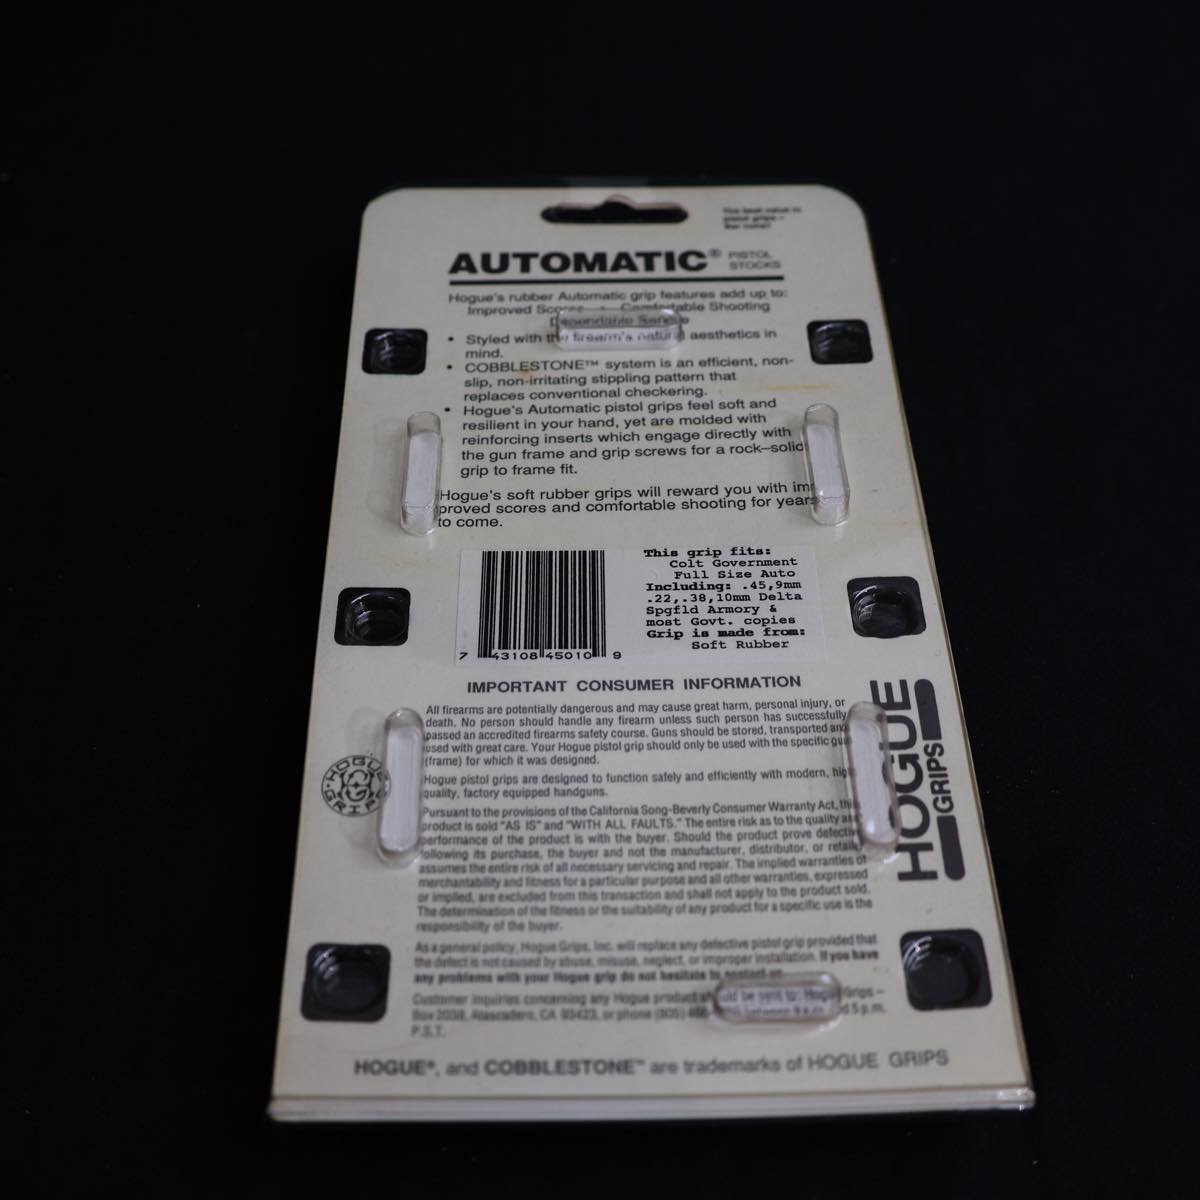 The best value in
pistol grips —
Bar none!
AUTOMATIC® PISTOL
STOCKS
Hogue's rubber Automatic grip features add up to:
Improved Scores • Comfortable Shooting
Dependable Service
• Styled with the firearm's natural aesthetics in
mind.
• COBBLESTONE™ system is an efficient, non-
slip, non-irritating stippling pattern that
replaces conventional checkering.
• Hogue's Automatic pistol grips feel soft and
resilient in your hand, yet are molded with
reinforcing inserts which engage directly with
the gun frame and grip screws for a rock–solid
grip to frame fit.
Hogue's soft rubber grips will reward you with im
proved scores and comfortable shooting for years
to come.
This grip fits:
Colt Government
Full Size Auto
Including: .45,9mm
.22,.38,10mm Delta
Spgfld Armory &
most Govt. copies
Grip is made from:
Soft Rubber
7 43108 45010 9
IMPORTANT CONSUMER INFORMATION
All firearms are potentially dangerous and may cause great harm, personal injury, or
death. No person should handle any firearm unless such person has successfully
passed an accredited firearms safety course. Guns should be stored, transported and
used with great care. Your Hogue pistol grip should only be used with the specific gun
(frame) for which it was designed.
Hogue pistol grips are designed to function safely and efficiently with modern, high
quality, factory equipped handguns.
Pursuant to the provisions of the California Song-Beverly Consumer Warranty Act, this
product is sold "AS IS" and "WITH ALL FAULTS." The entire risk as to the quality and
performance of the product is with the buyer. Should the product prove defective
following its purchase, the buyer and not the manufacturer, distributor, or retailer
assumes the entire risk of all necessary servicing and repair. The implied warranties of
merchantability and fitness for a particular purpose and all other warranties, expressed
or implied, are excluded from this transaction and shall not apply to the product sold.
The determination of the fitness or the suitability of any product for a specific use is the
responsibility of the buyer.
As a general policy, Hogue Grips, Inc. will replace any defective pistol grip provided that
the defect is not caused by abuse, misuse, neglect, or improper installation. If you have
any problems with your Hogue grip do not hesitate to contact us.
Customer inquiries concerning any Hogue product should be sent to: Hogue Grips –
Box 2038, Atascadero, CA 93423, or phone (805) between 9 a.m. and 5 p.m.
P.S.T.
HOGUE GRIPS
HOGUE
GRIPS
HOGUE®, and COBBLESTONE™ are trademarks of HOGUE GRIPS